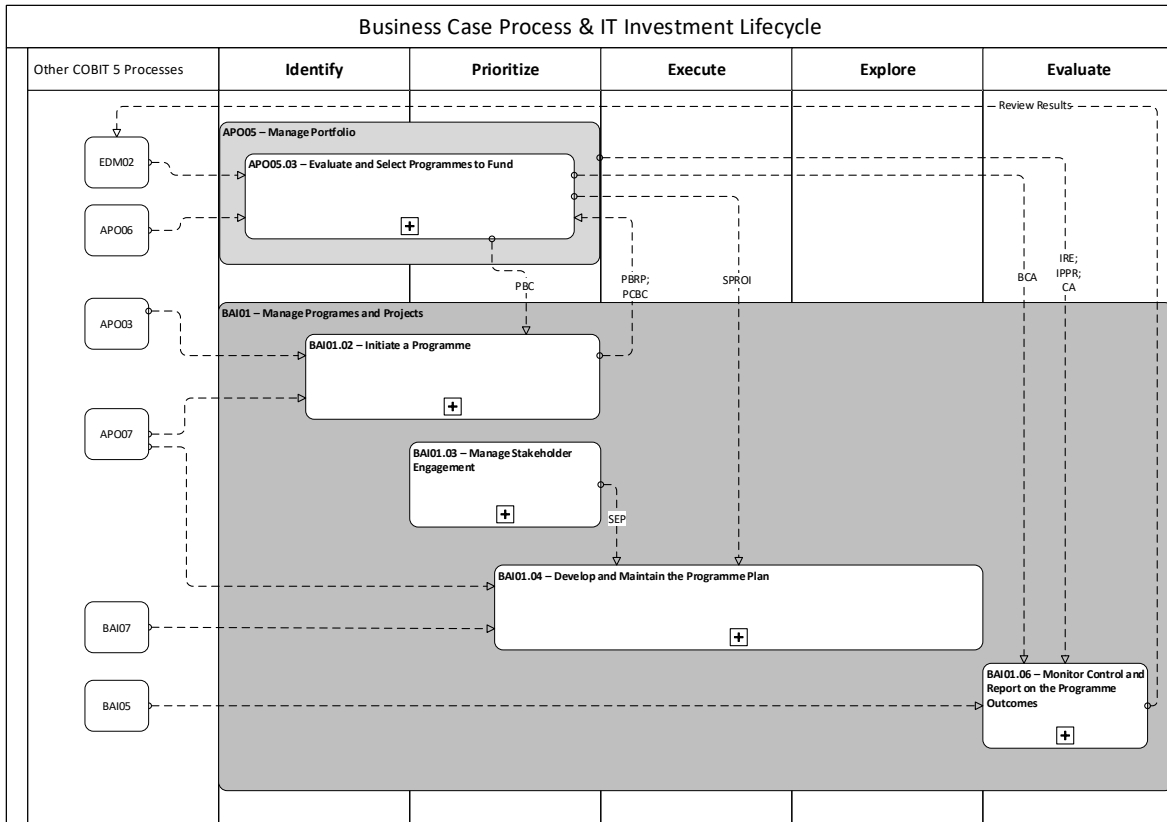 Business Case Process & IT Investment Lifecycle
Other COBIT 5 Processes
Identify
Prioritize
Execute
Explore
Evaluate
Review Results
APO05 – Manage Portfolio
EDM02
APO05.03 – Evaluate and Select Programmes to Fund
APO06
PBC
PBRP;
PCBC
SPROI
BCA
IRE;
IPPR;
CA
APO03
BAI01 – Manage Programes and Projects
BAI01.02 – Initiate a Programme
APO07
BAI01.03 – Manage Stakeholder
Engagement
SEP
BAI01.04 – Develop and Maintain the Programme Plan
BAI07
BAI05
BAI01.06 – Monitor Control and
Report on the Programme
Outcomes